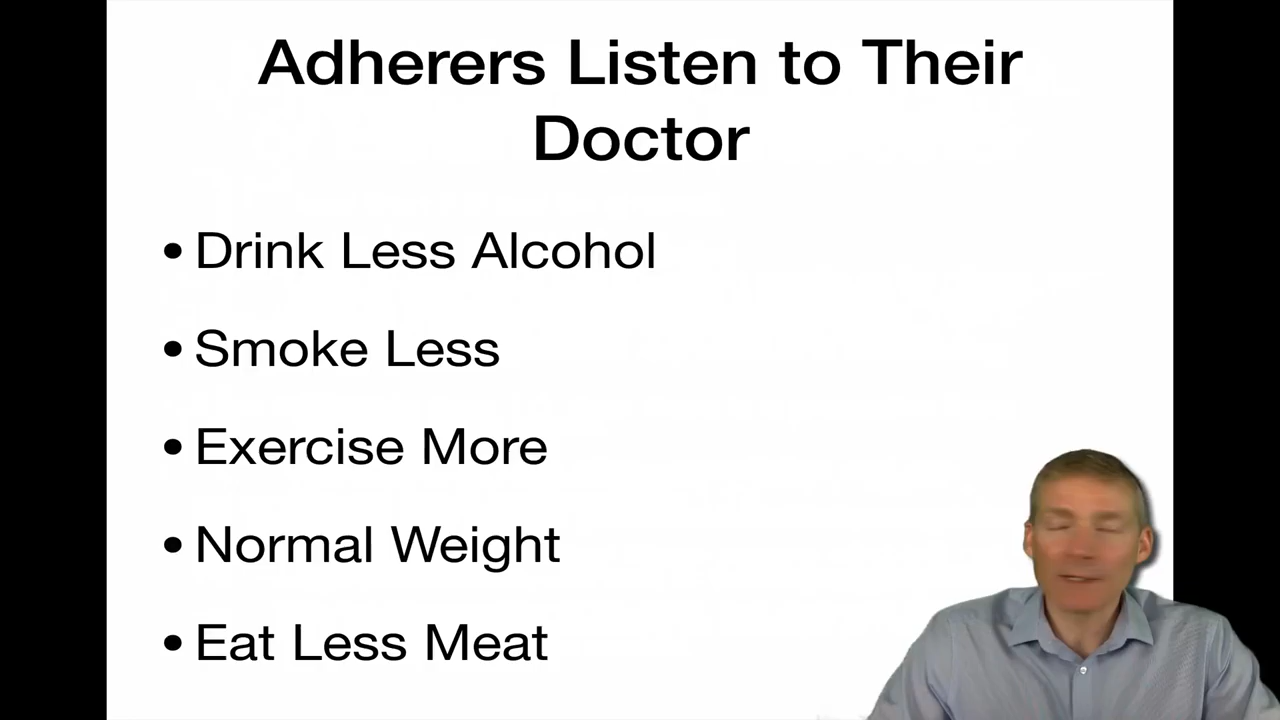 Adherers Listen to Their
Doctor
• Drink Less Alcohol
• Smoke Less
• Exercise More
• Normal Weight
• Eat Less Meat